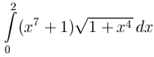 ∫₀² (x⁷ + 1)√(1 + x⁴) dx